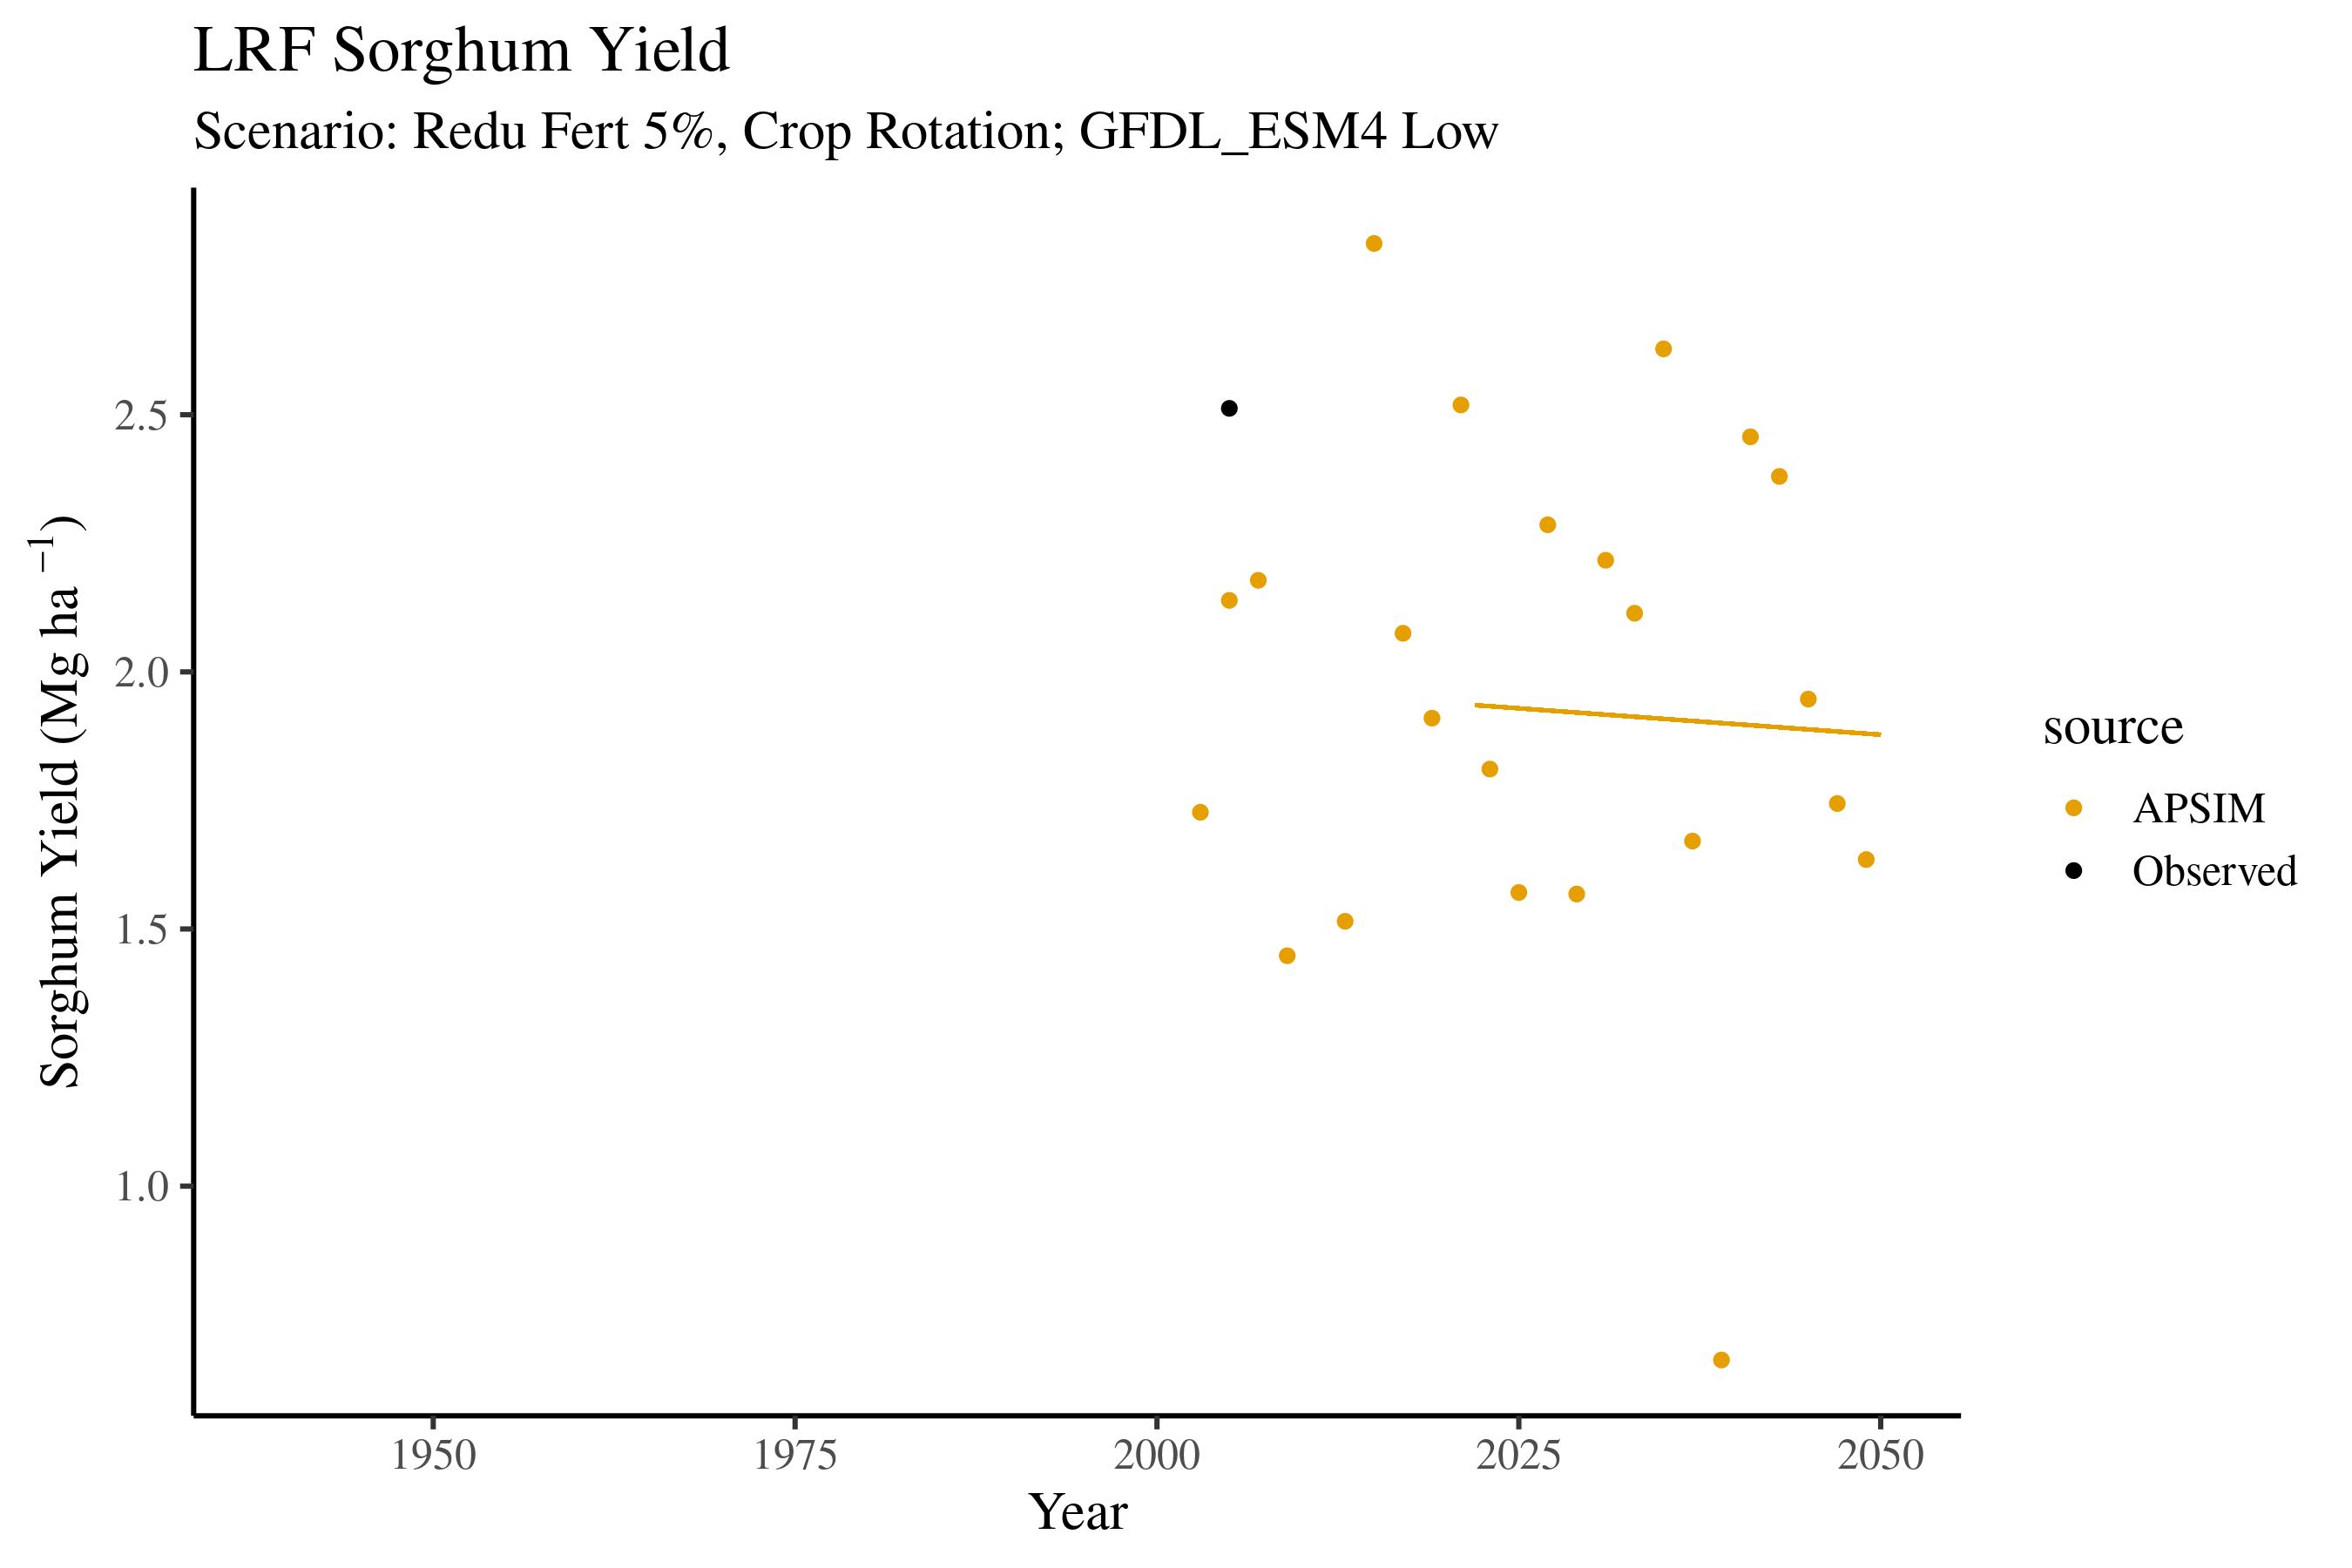 LRF Sorghum Yield
Scenario: Redu Fert 5%, Crop Rotation; GFDL_ESM4 Low
Sorghum Yield (Mg ha −1)
2.5
2.0
1.5
1.0
1950 1975 2000 2025 2050
Year
source
APSIM
Observed